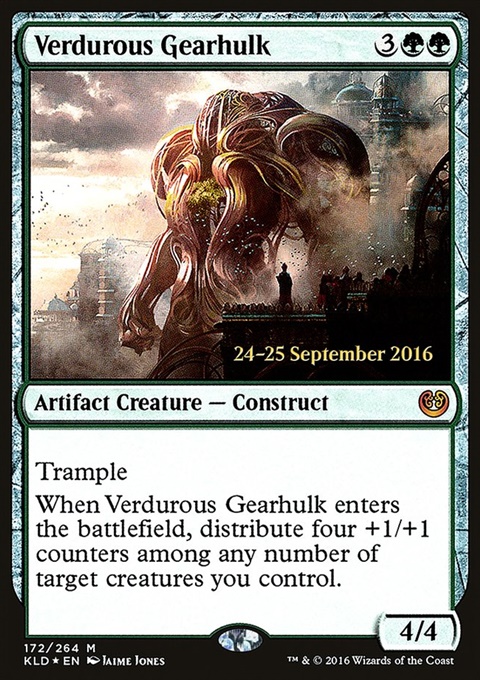 Verdurous Gearhulk 3
24–25 September 2016
Artifact Creature — Construct
Trample
When Verdurous Gearhulk enters
the battlefield, distribute four +1/+1
counters among any number of
target creatures you control.
4/4
172/264 M
KLD ★ EN Jaime Jones
™ & © 2016 Wizards of the Coast